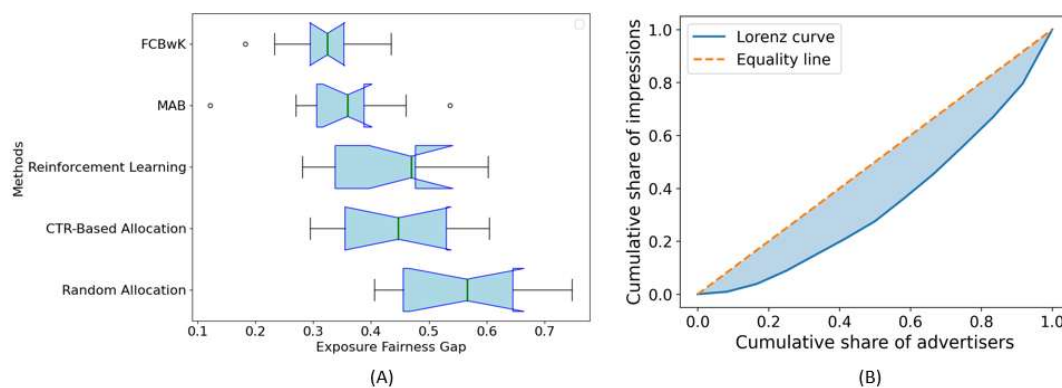 FCBwK
MAB
Reinforcement Learning
CTR-Based Allocation
Random Allocation
Methods
0.1 0.2 0.3 0.4 0.5 0.6 0.7
Exposure Fairness Gap
(A)
Lorenz curve
Equality line
Cumulative share of impressions
1.0
0.8
0.6
0.4
0.2
0.0
0.0 0.2 0.4 0.6 0.8 1.0
Cumulative share of advertisers
(B)